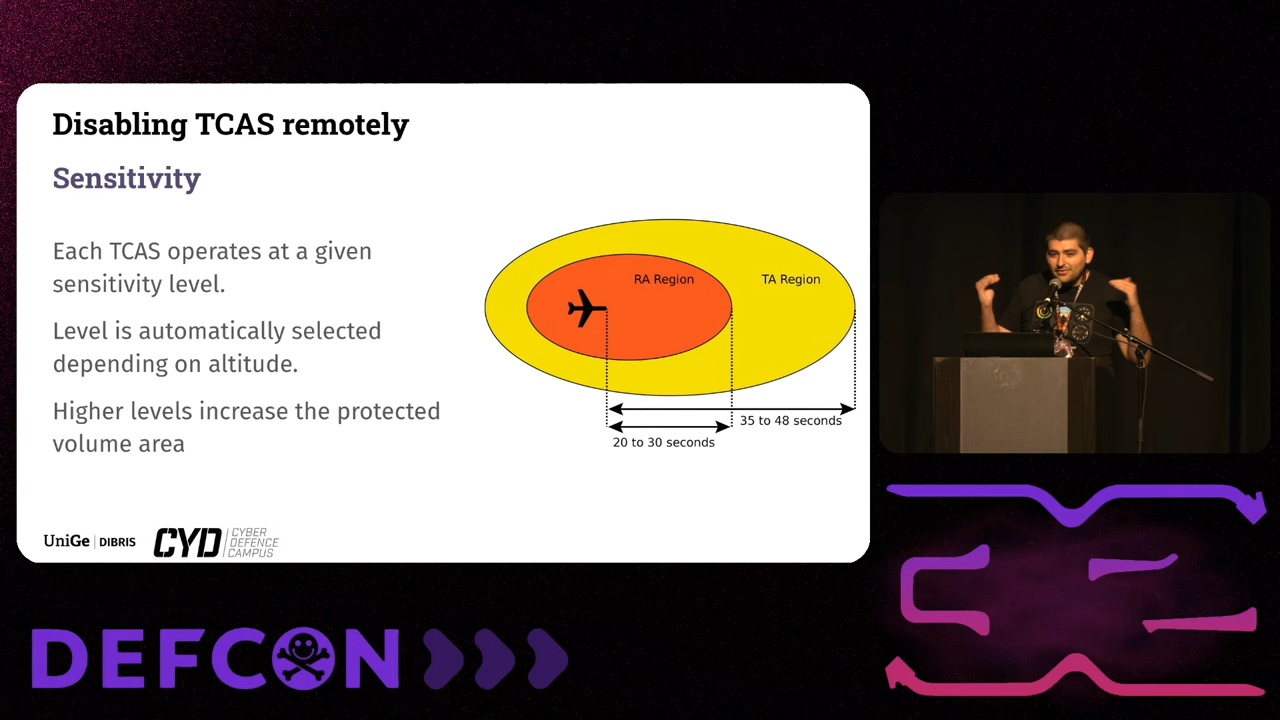 Disabling TCAS remotely
Sensitivity
Each TCAS operates at a given
sensitivity level.
Level is automatically selected
depending on altitude.
Higher levels increase the protected
volume area
RA Region
TA Region
35 to 48 seconds
20 to 30 seconds
UniGe | DIBRIS
CYD CYBER
DEFENCE
CAMPUS
DEFCON